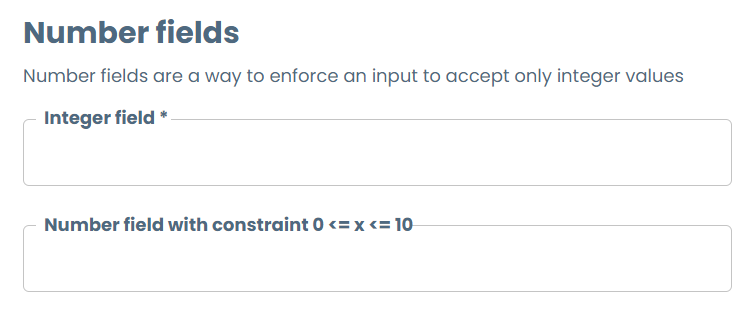 Number fields
Number fields are a way to enforce an input to accept only integer values
Integer field *
Number field with constraint 0 <= x <= 10